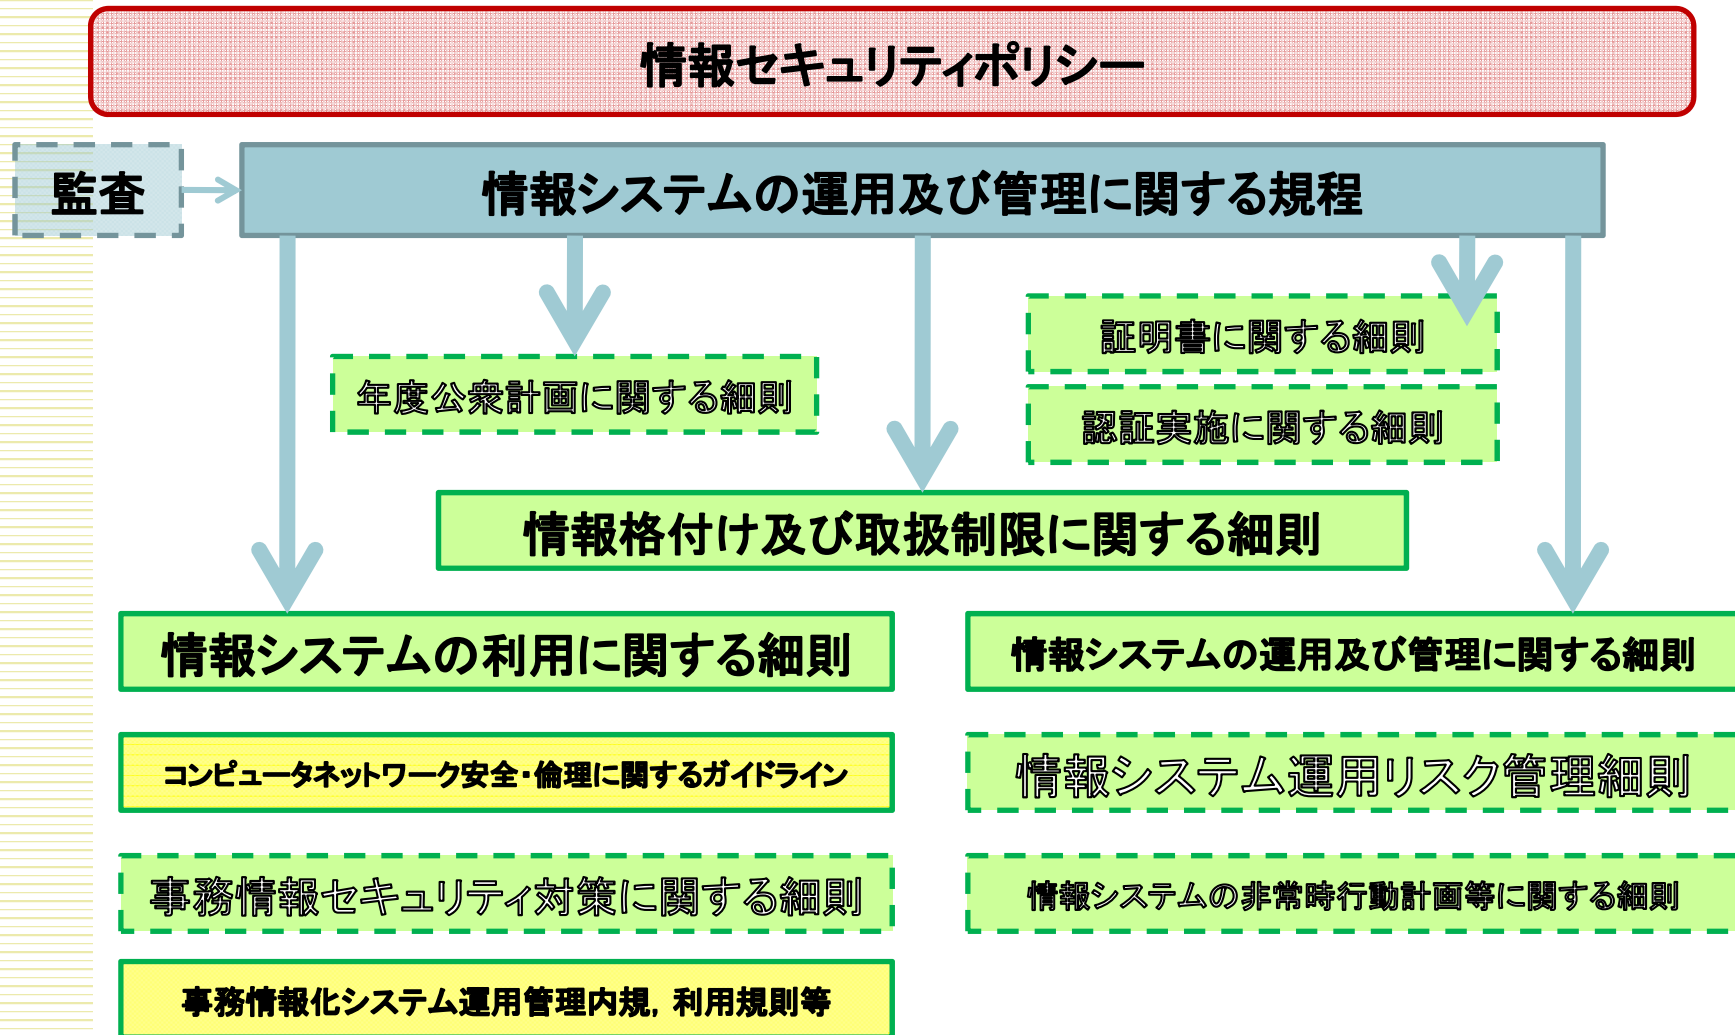 情報セキュリティポリシー
監査
情報システムの運用及び管理に関する規程
証明書に関する細則
年度公衆計画に関する細則
認証実施に関する細則
情報格付け及び取扱制限に関する細則
情報システムの利用に関する細則
情報システムの運用及び管理に関する細則
コンピュータネットワーク安全・倫理に関するガイドライン
情報システム運用リスク管理細則
事務情報セキュリティ対策に関する細則
情報システムの非常時行動計画等に関する細則
事務情報化システム運用管理内規，利用規則等